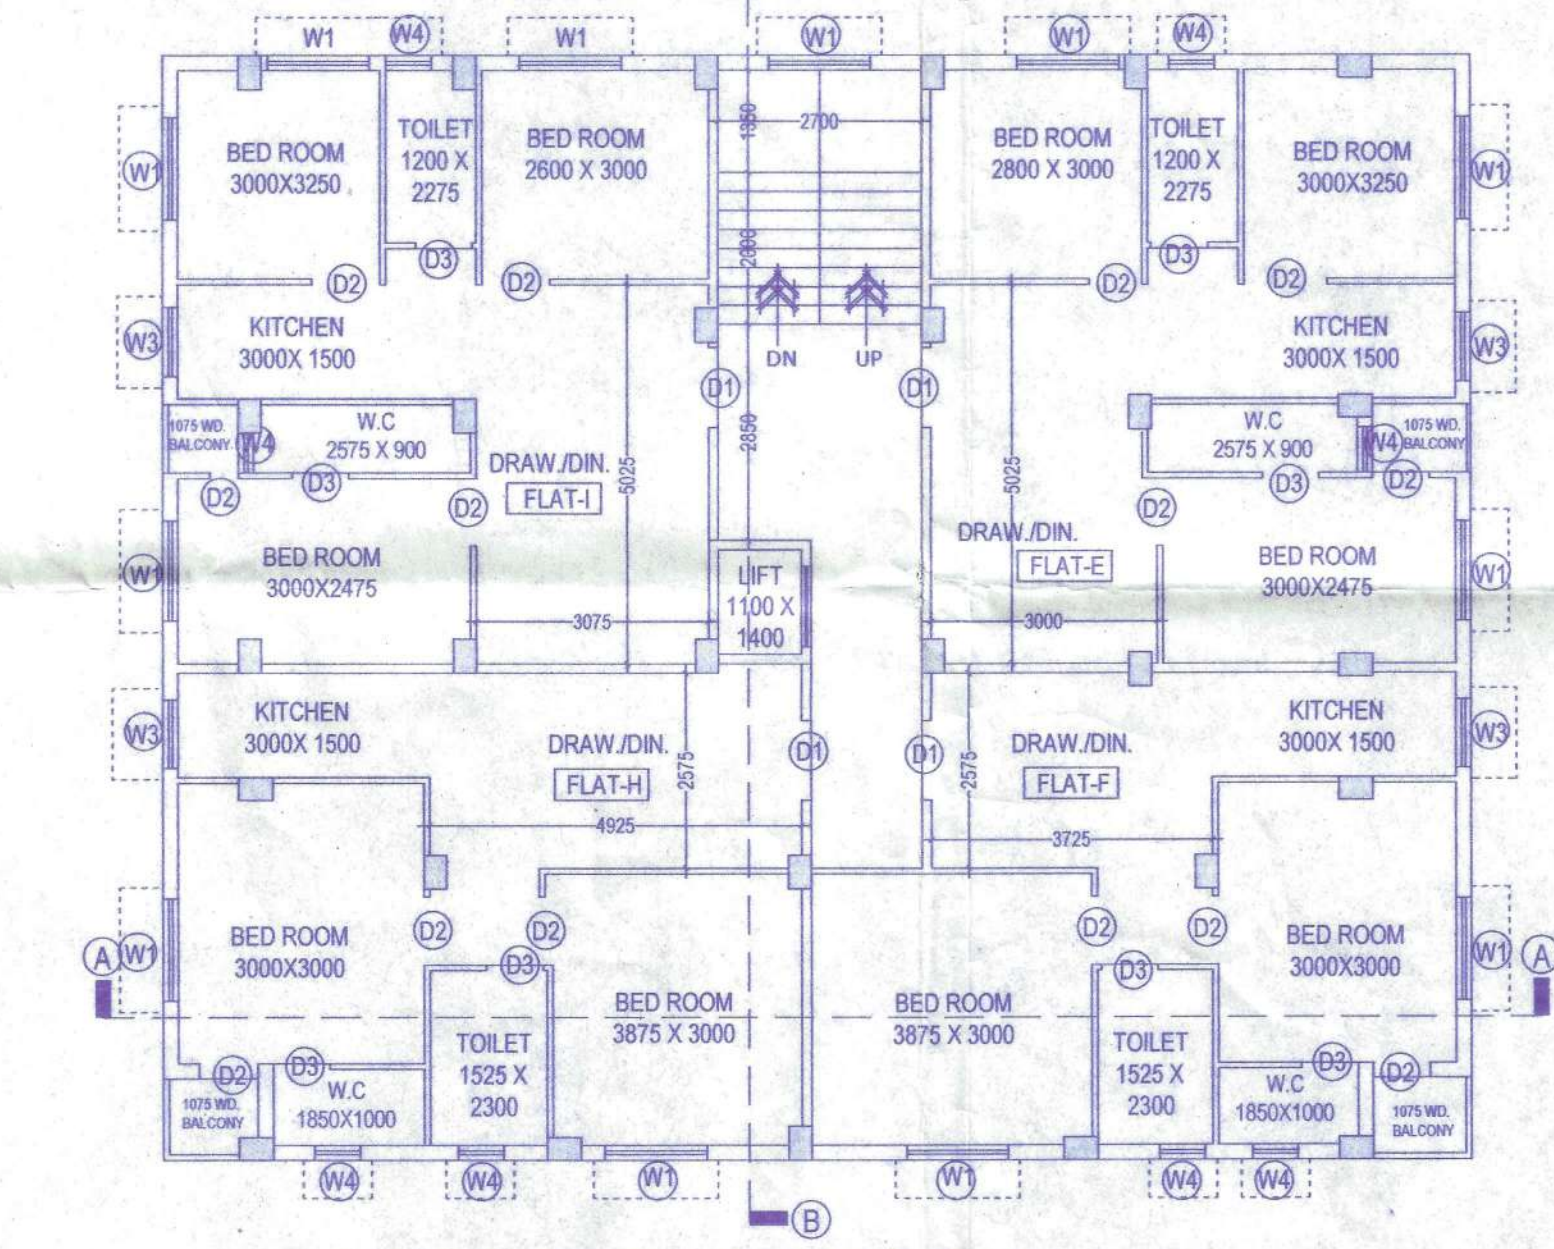 W1 W4 W1 W1 W1 W4
BED ROOM
3000X3250
TOILET
1200 X
2275
BED ROOM
2600 X 3000
1350
2700
BED ROOM
2800 X 3000
TOILET
1200 X
2275
BED ROOM
3000X3250
W1
W1
2000
D3
D3
D2
D2
D2
D2
KITCHEN
3000X 1500
W3
DN
UP
KITCHEN
3000X 1500
W3
D1
D1
1075 WD.
BALCONY
W4
W.C
2575 X 900
2850
W.C
2575 X 900
W4
1075 WD.
BALCONY
D2
D3
D2
DRAW./DIN.
FLAT-I
5025
5025
DRAW./DIN.
FLAT-E
D2
D3
D2
W1
BED ROOM
3000X2475
LIFT
1100 X
1400
BED ROOM
3000X2475
W1
3075
3000
W3
KITCHEN
3000X 1500
DRAW./DIN.
FLAT-H
2575
D1
D1
2575
DRAW./DIN.
FLAT-F
KITCHEN
3000X 1500
W3
4925
3725
A
W1
BED ROOM
3000X3000
D2
D2
D3
D2
D2
D3
BED ROOM
3000X3000
W1
A
BED ROOM
3875 X 3000
BED ROOM
3875 X 3000
TOILET
1525 X
2300
TOILET
1525 X
2300
D2
D3
D3
D2
1075 WD.
BALCONY
W.C
1850X1000
W.C
1850X1000
1075 WD.
BALCONY
W4 W4 W1 W1 W4 W4
B